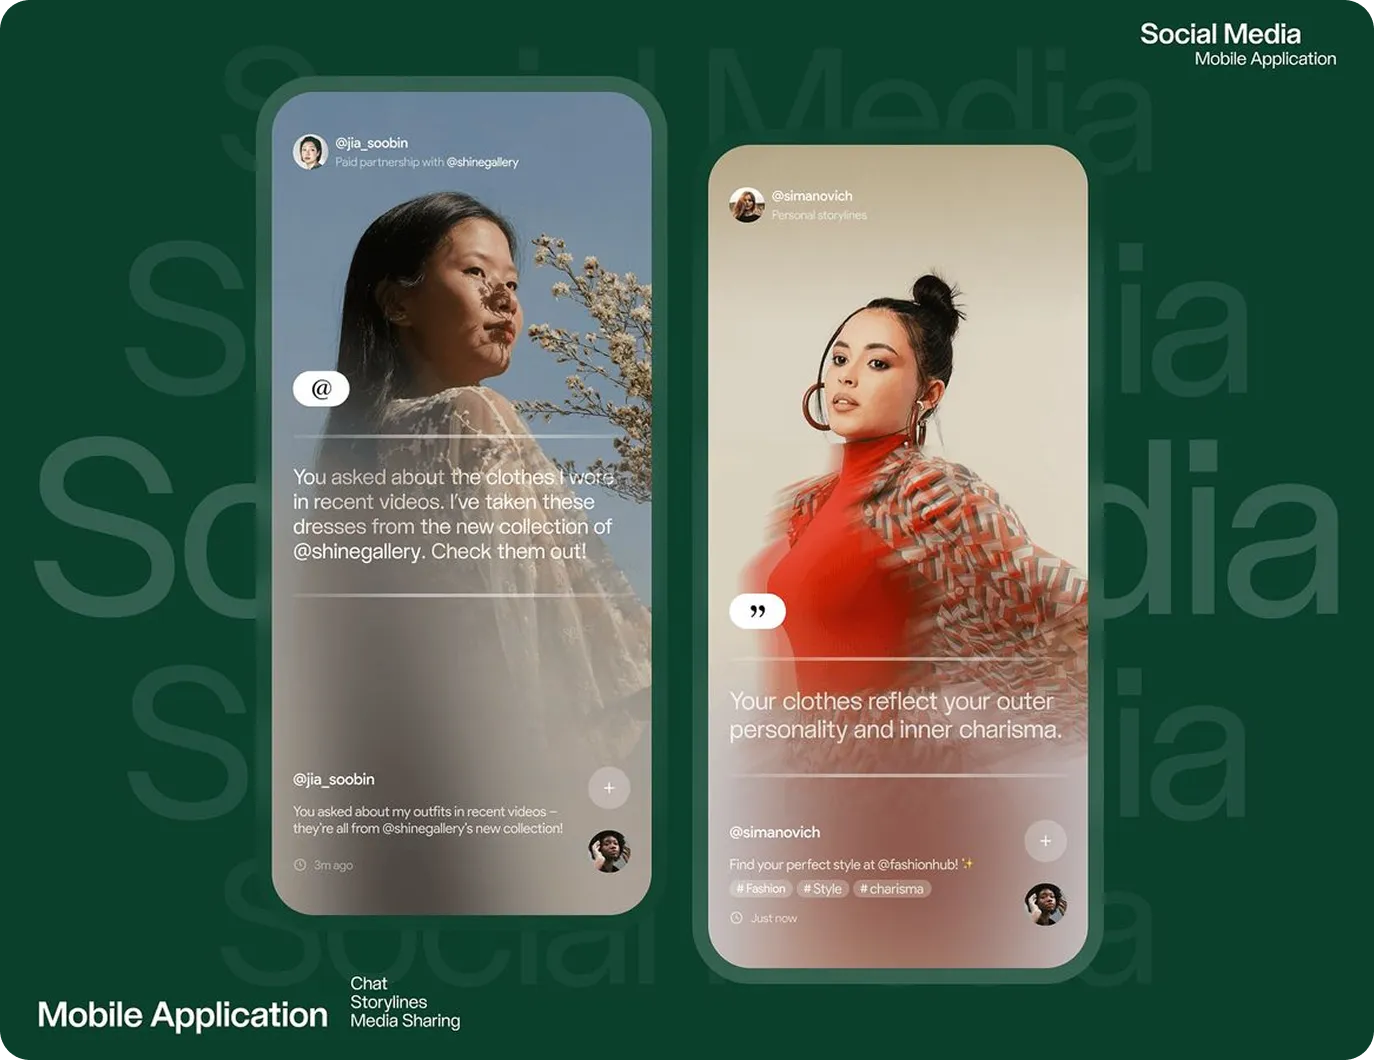 Social Media
Mobile Application
Social Media
@jia_soobin
Paid partnership with @shinegallery
@
You asked about the clothes I wore
in recent videos. I've taken these
dresses from the new collection of
@shinegallery. Check them out!
@jia_soobin
+
You asked about my outfits in recent videos –
they're all from @shinegallery's new collection!
3m ago
@simanovich
Personal storylines
”
Your clothes reflect your outer
personality and inner charisma.
@simanovich
+
Find your perfect style at @fashionhub! ✨
# Fashion # Style # charisma
Just now
Mobile Application
Chat
Storylines
Media Sharing